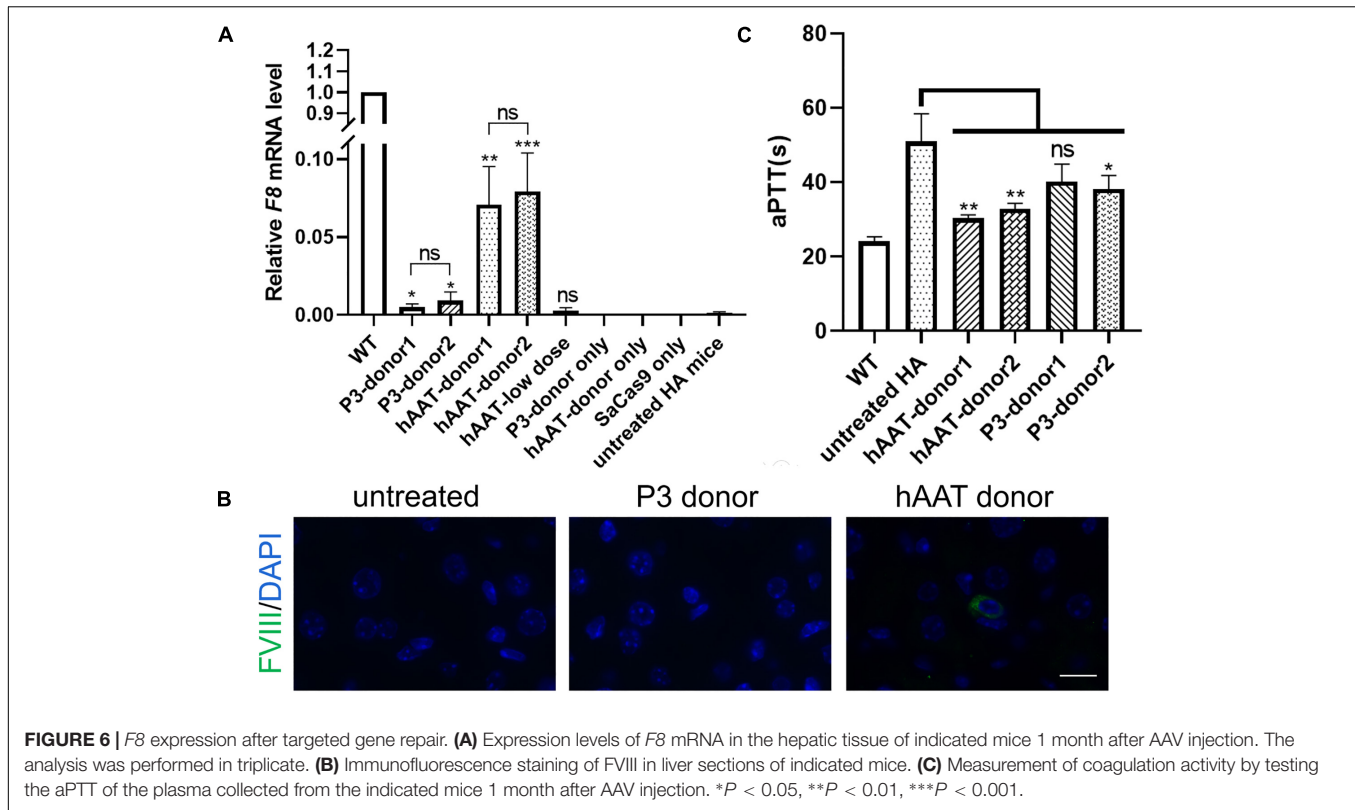 A
Relative F8 mRNA level
1.2
1.1
1.0
0.9
0.10
0.05
0.00
ns
ns
*
*
**
***
ns
WT
P3-donor1
P3-donor2
hAAT-donor1
hAAT-donor2
hAAT-low dose
P3-donor only
hAAT-donor only
SaCas9 only
untreated HA mice
C
aPTT(s)
80
60
40
20
0
**
**
ns
*
WT
untreated HA
hAAT-donor1
hAAT-donor2
P3-donor1
P3-donor2
B
untreated
P3 donor
hAAT donor
FVIII/DAPI
FIGURE 6 | F8 expression after targeted gene repair. (A) Expression levels of F8 mRNA in the hepatic tissue of indicated mice 1 month after AAV injection. The
analysis was performed in triplicate. (B) Immunofluorescence staining of FVIII in liver sections of indicated mice. (C) Measurement of coagulation activity by testing
the aPTT of the plasma collected from the indicated mice 1 month after AAV injection. *P < 0.05, **P < 0.01, ***P < 0.001.